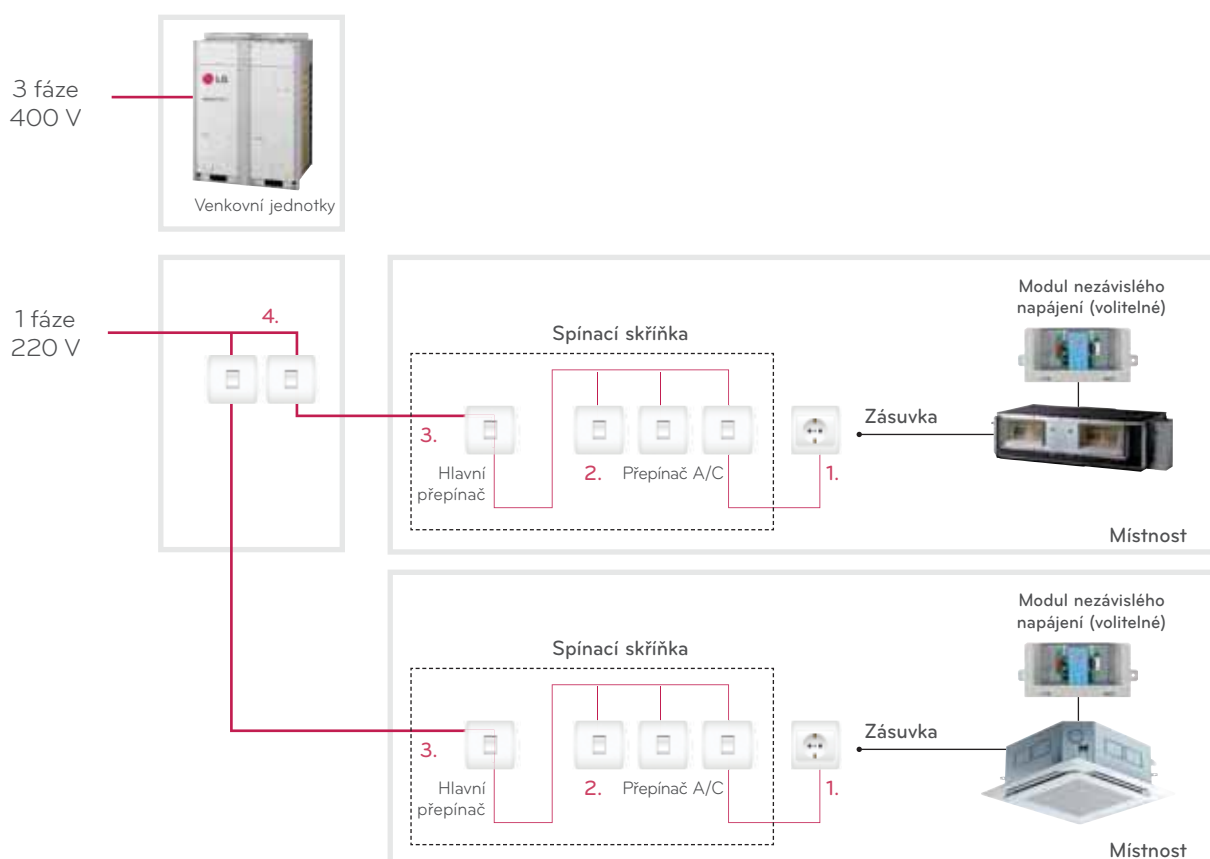 3 fáze
400 V
LG
Venkovní jednotky
1 fáze
220 V
4.
Spínací skříňka
3.
Hlavní
přepínač
2.
Přepínač A/C
1.
Zásuvka
Modul nezávislého
napájení (volitelné)
Místnost
Spínací skříňka
3.
Hlavní
přepínač
2.
Přepínač A/C
1.
Zásuvka
Modul nezávislého
napájení (volitelné)
Místnost